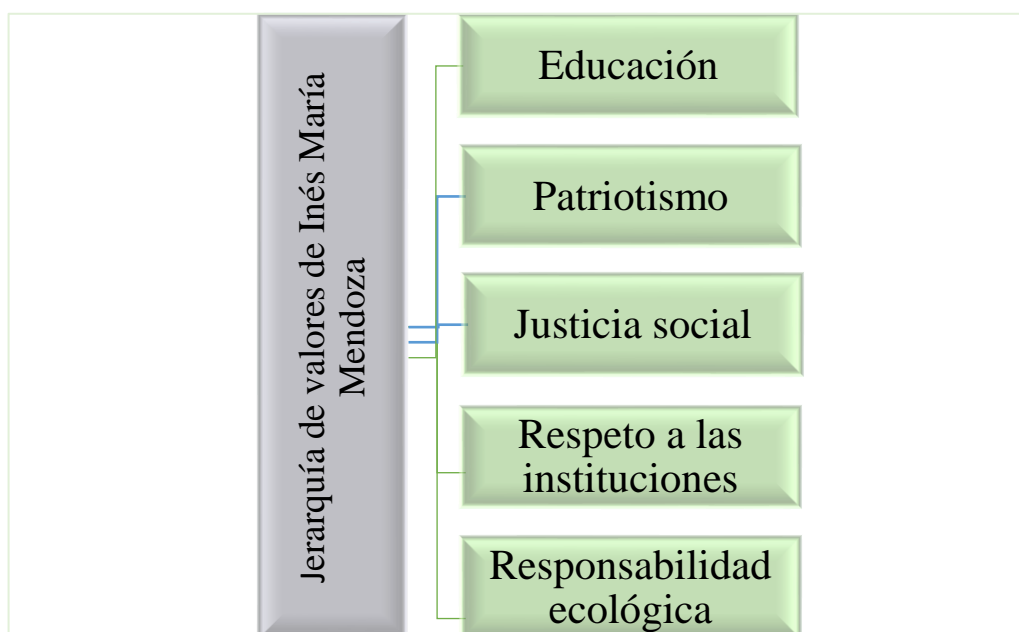 Jerarquía de valores de Inés María
Mendoza
Educación
Patriotismo
Justicia social
Respeto a las
instituciones
Responsabilidad
ecológica